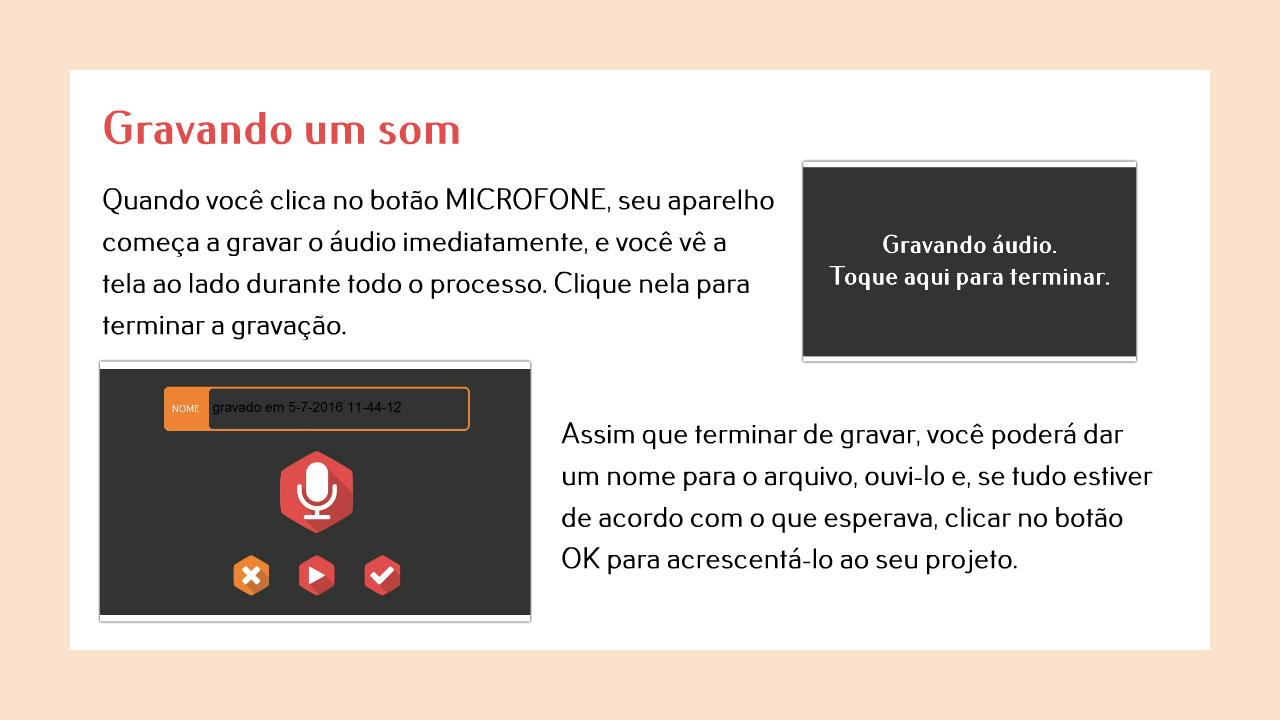 Gravando um som
Quando você clica no botão MICROFONE, seu aparelho
começa a gravar o áudio imediatamente, e você vê a
tela ao lado durante todo o processo. Clique nela para
terminar a gravação.
Gravando áudio.
Toque aqui para terminar.
NOME gravado em 5-7-2016 11-44-12
Assim que terminar de gravar, você poderá dar
um nome para o arquivo, ouvi-lo e, se tudo estiver
de acordo com o que esperava, clicar no botão
OK para acrescentá-lo ao seu projeto.